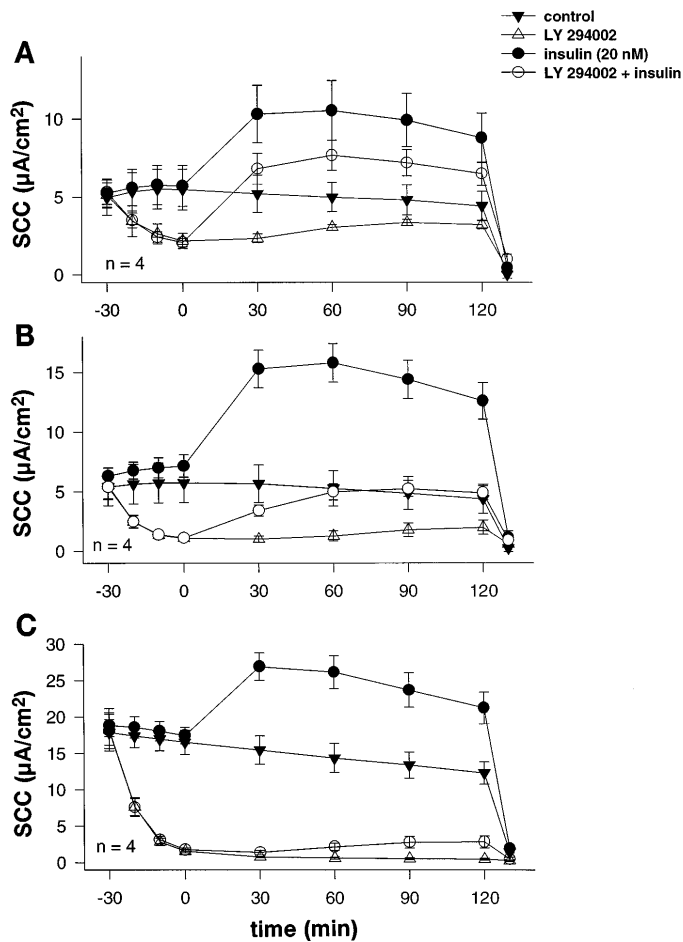 control
LY 294002
insulin (20 nM)
LY 294002 + insulin
A
SCC (μA/cm²)
10
5
0
n = 4
-30 0 30 60 90 120
B
SCC (μA/cm²)
15
10
5
0
n = 4
-30 0 30 60 90 120
C
SCC (μA/cm²)
30
25
20
15
10
5
0
n = 4
-30 0 30 60 90 120
time (min)